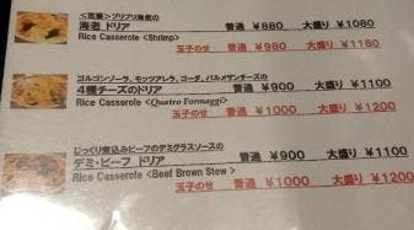 <定番>プリプリ海老の
海老 ドリア 普通 ¥880 大盛り ¥1080
Rice Casserole <Shrimp>
玉子のせ 普通 ¥980 大盛り ¥1180
ゴルゴンゾーラ、モッツアレラ、ゴーダ、パルメザンチーズの
4種チーズのドリア 普通 ¥900 大盛り ¥1100
Rice Casserole <Quatro Formaggi>
玉子のせ 普通 ¥1000 大盛り ¥1200
じっくり煮込みビーフのデミグラスソースの
デミ・ビーフ ドリア 普通 ¥900 大盛り ¥1100
Rice Casserole <Beef Brown Stew >
玉子のせ 普通 ¥1000 大盛り ¥1200